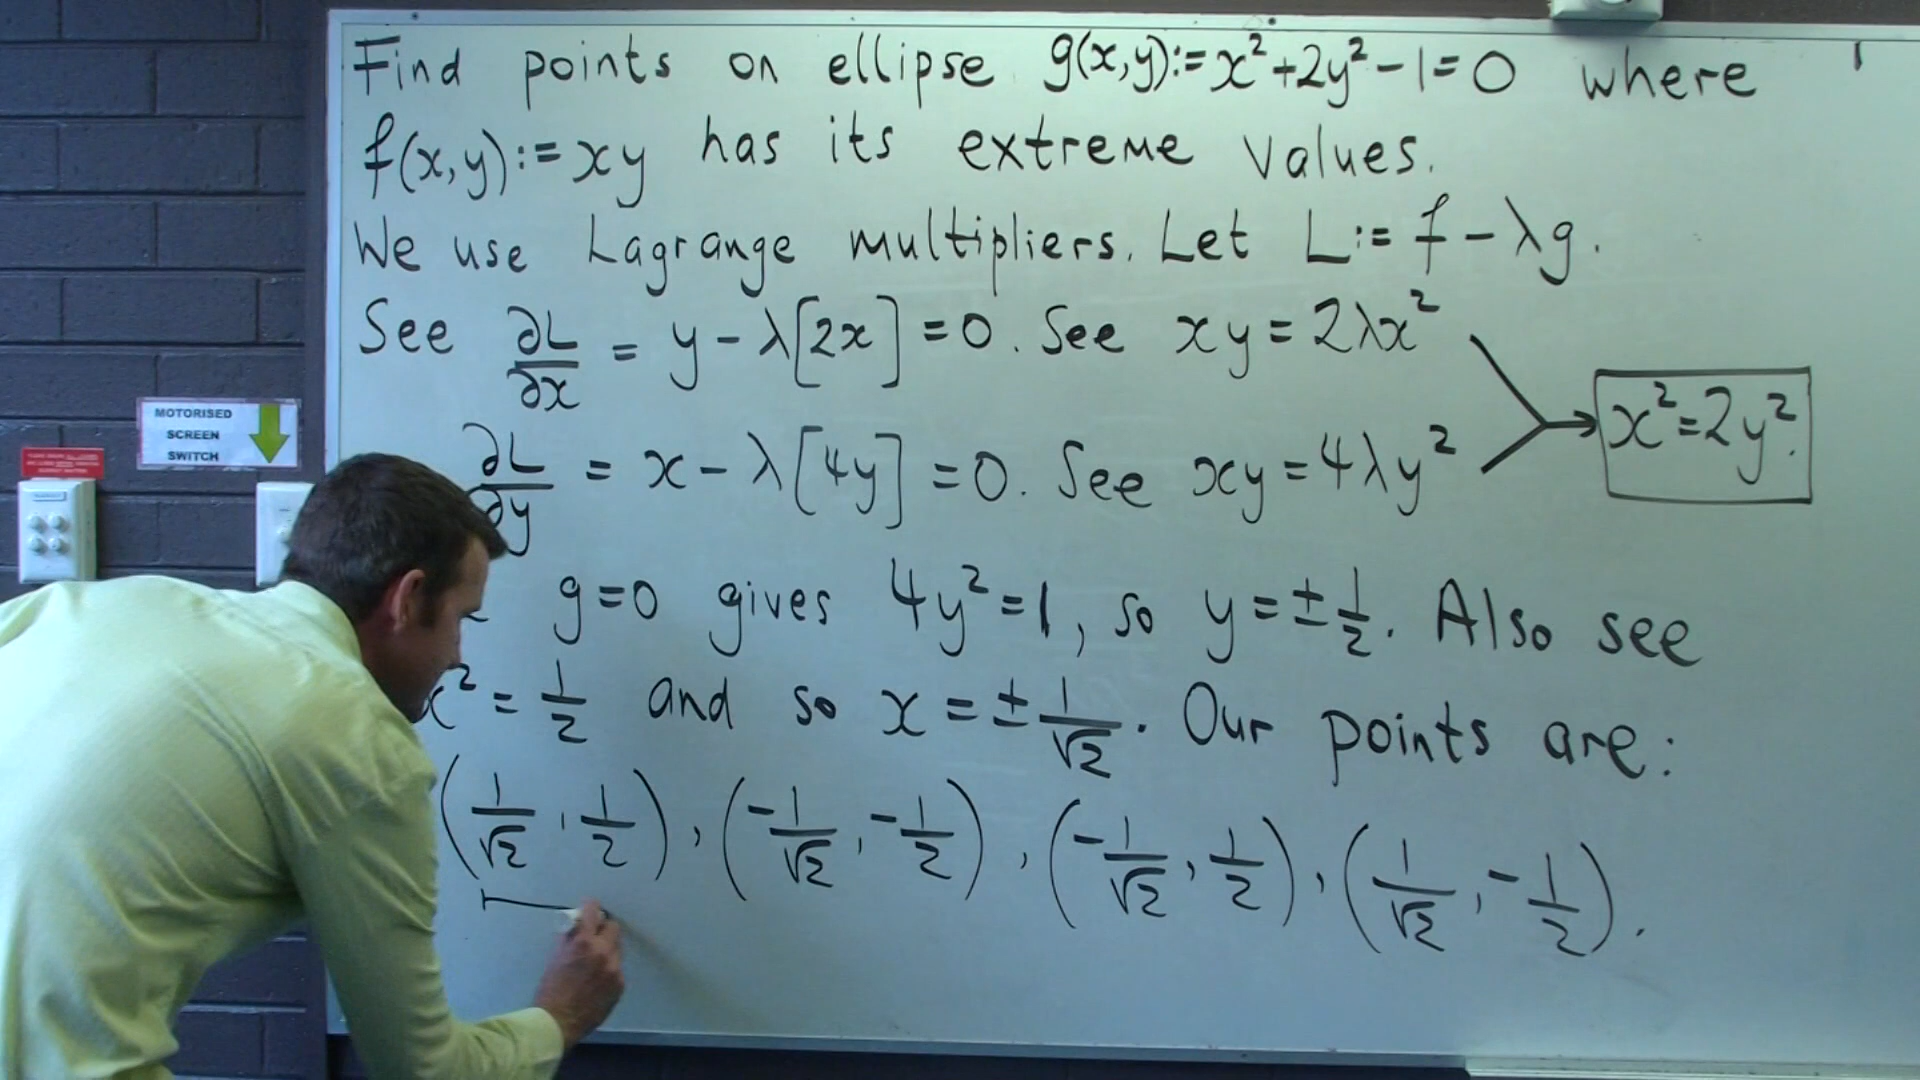 Find points on ellipse g(x,y):=x²+2y²-1=0 where
f(x,y):=xy has its extreme values.
We use Lagrange multipliers. Let L:=f-λg.
See ∂L/∂x = y-λ[2x]=0. See xy=2λx²
x²=2y².
∂L/∂y = x-λ[4y]=0. See xy=4λy²
g=0 gives 4y²=1, so y=±1/2. Also see
x²=1/2 and so x=±1/√2. Our points are:
(1/√2, 1/2), (-1/√2, -1/2), (-1/√2, 1/2), (1/√2, -1/2).
MOTORISED
SCREEN
SWITCH